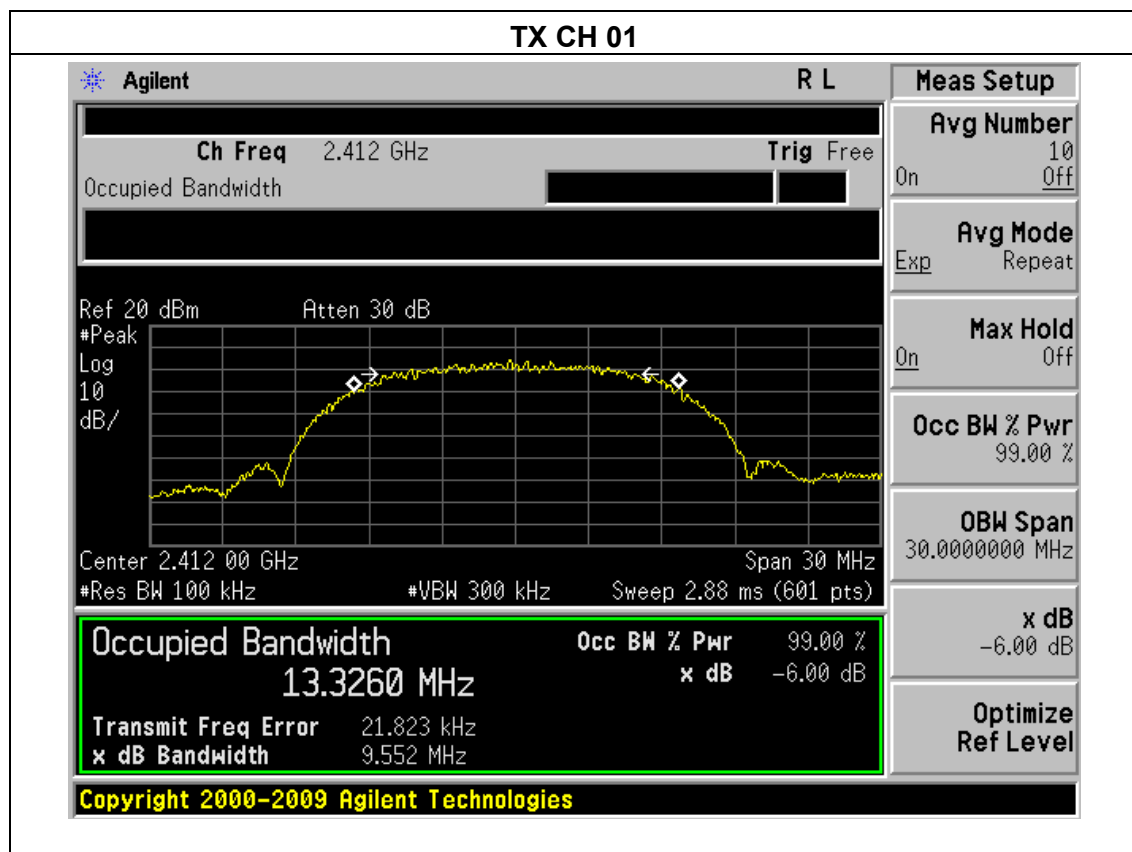 TX CH 01
Agilent R L
Ch Freq 2.412 GHz Trig Free
Occupied Bandwidth
Ref 20 dBm Atten 30 dB
#Peak
Log
10
dB/
Center 2.412 00 GHz Span 30 MHz
#Res BW 100 kHz #VBW 300 kHz Sweep 2.88 ms (601 pts)
Occupied Bandwidth Occ BW % Pwr 99.00 %
13.3260 MHz x dB -6.00 dB
Transmit Freq Error 21.823 kHz
x dB Bandwidth 9.552 MHz
Copyright 2000-2009 Agilent Technologies
Meas Setup
Avg Number
10
On Off
Avg Mode
Exp Repeat
Max Hold
On Off
Occ BW % Pwr
99.00 %
OBW Span
30.0000000 MHz
x dB
-6.00 dB
Optimize
Ref Level